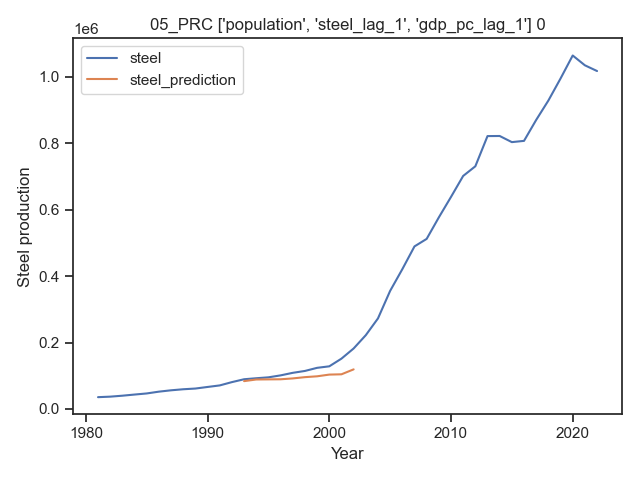 05_PRC ['population', 'steel_lag_1', 'gdp_pc_lag_1'] 0
1e6
steel
steel_prediction
1.0
0.8
0.6
0.4
0.2
0.0
Steel production
1980 1990 2000 2010 2020
Year